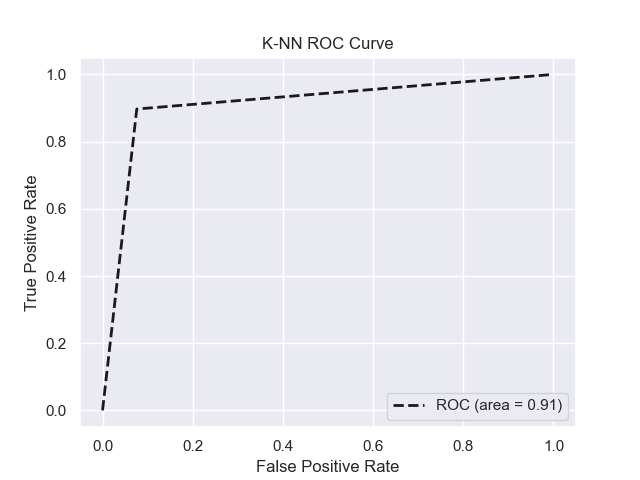 K-NN ROC Curve
1.0
0.8
0.6
0.4
0.2
0.0
True Positive Rate
0.0 0.2 0.4 0.6 0.8 1.0
False Positive Rate
ROC (area = 0.91)